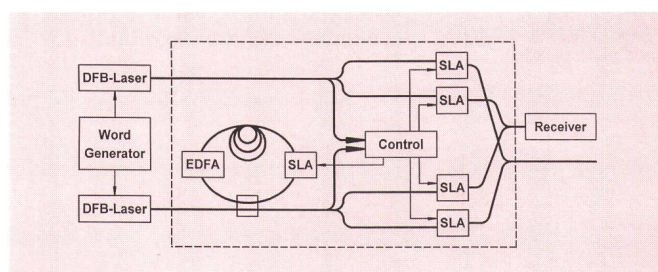 DFB-Laser
Word
Generator
DFB-Laser
EDFA
SLA
Control
SLA
SLA
SLA
SLA
Receiver